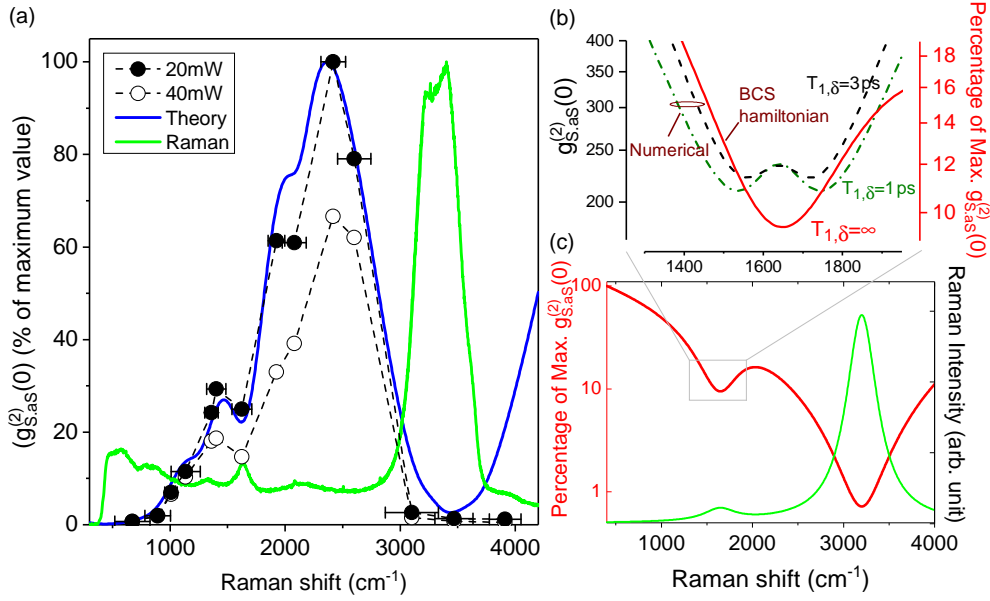 (a)
(g(2)S.aS(0) (% of maximum value)
100
80
60
40
20
0
20mW
40mW
Theory
Raman
1000
2000
3000
4000
Raman shift (cm-1)
(b)
g(2)S.aS(0)
400
350
300
250
200
T1,δ=3ps
BCS
hamiltonian
Numerical
T1,δ=1ps
T1,δ=∞
18
16
14
12
10
Percentage of Max. g(2)S.aS(0)
1400
1600
1800
(c)
Percentage of Max. g(2)S.aS(0)
100
10
1
Raman Intensity (arb. unit)
1000
2000
3000
4000
Raman shift (cm-1)